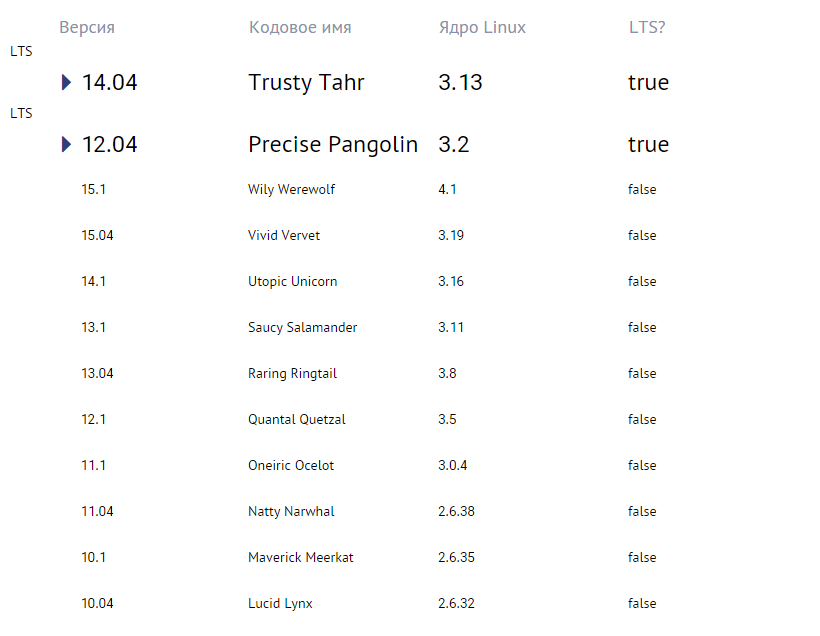 Версия Кодовое имя Ядро Linux LTS?
LTS
14.04 Trusty Tahr 3.13 true
LTS
12.04 Precise Pangolin 3.2 true
15.1 Wily Werewolf 4.1 false
15.04 Vivid Vervet 3.19 false
14.1 Utopic Unicorn 3.16 false
13.1 Saucy Salamander 3.11 false
13.04 Raring Ringtail 3.8 false
12.1 Quantal Quetzal 3.5 false
11.1 Oneiric Ocelot 3.0.4 false
11.04 Natty Narwhal 2.6.38 false
10.1 Maverick Meerkat 2.6.35 false
10.04 Lucid Lynx 2.6.32 false